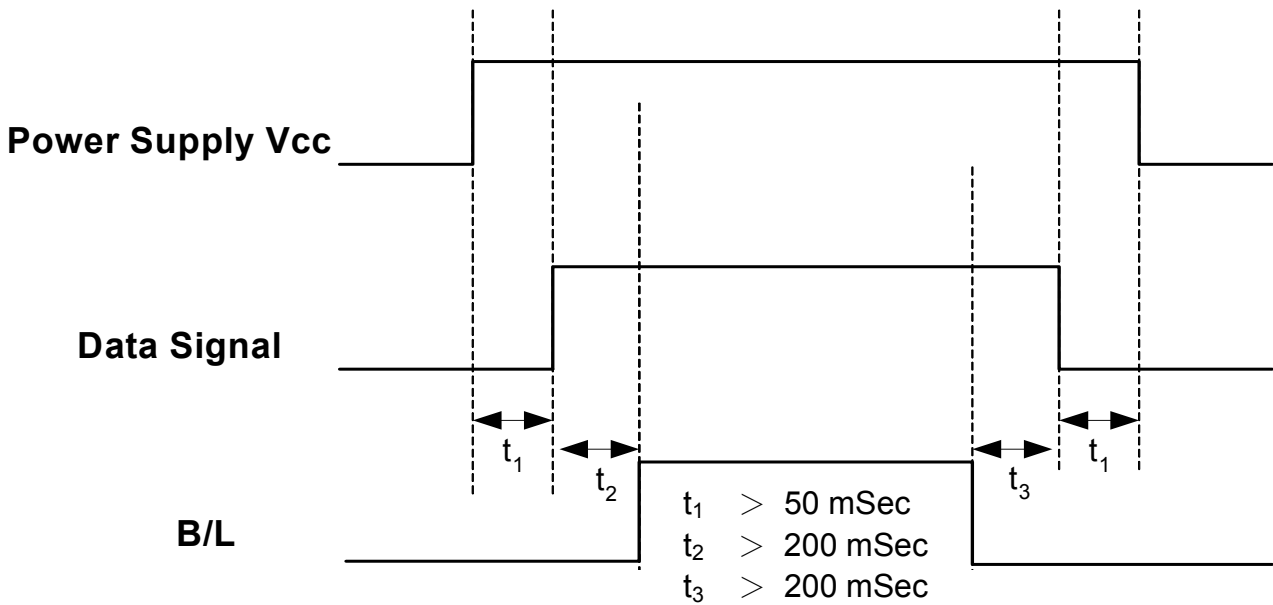 Power Supply Vcc
Data Signal
t1
t2
t3
t1
B/L
t1 > 50 mSec
t2 > 200 mSec
t3 > 200 mSec